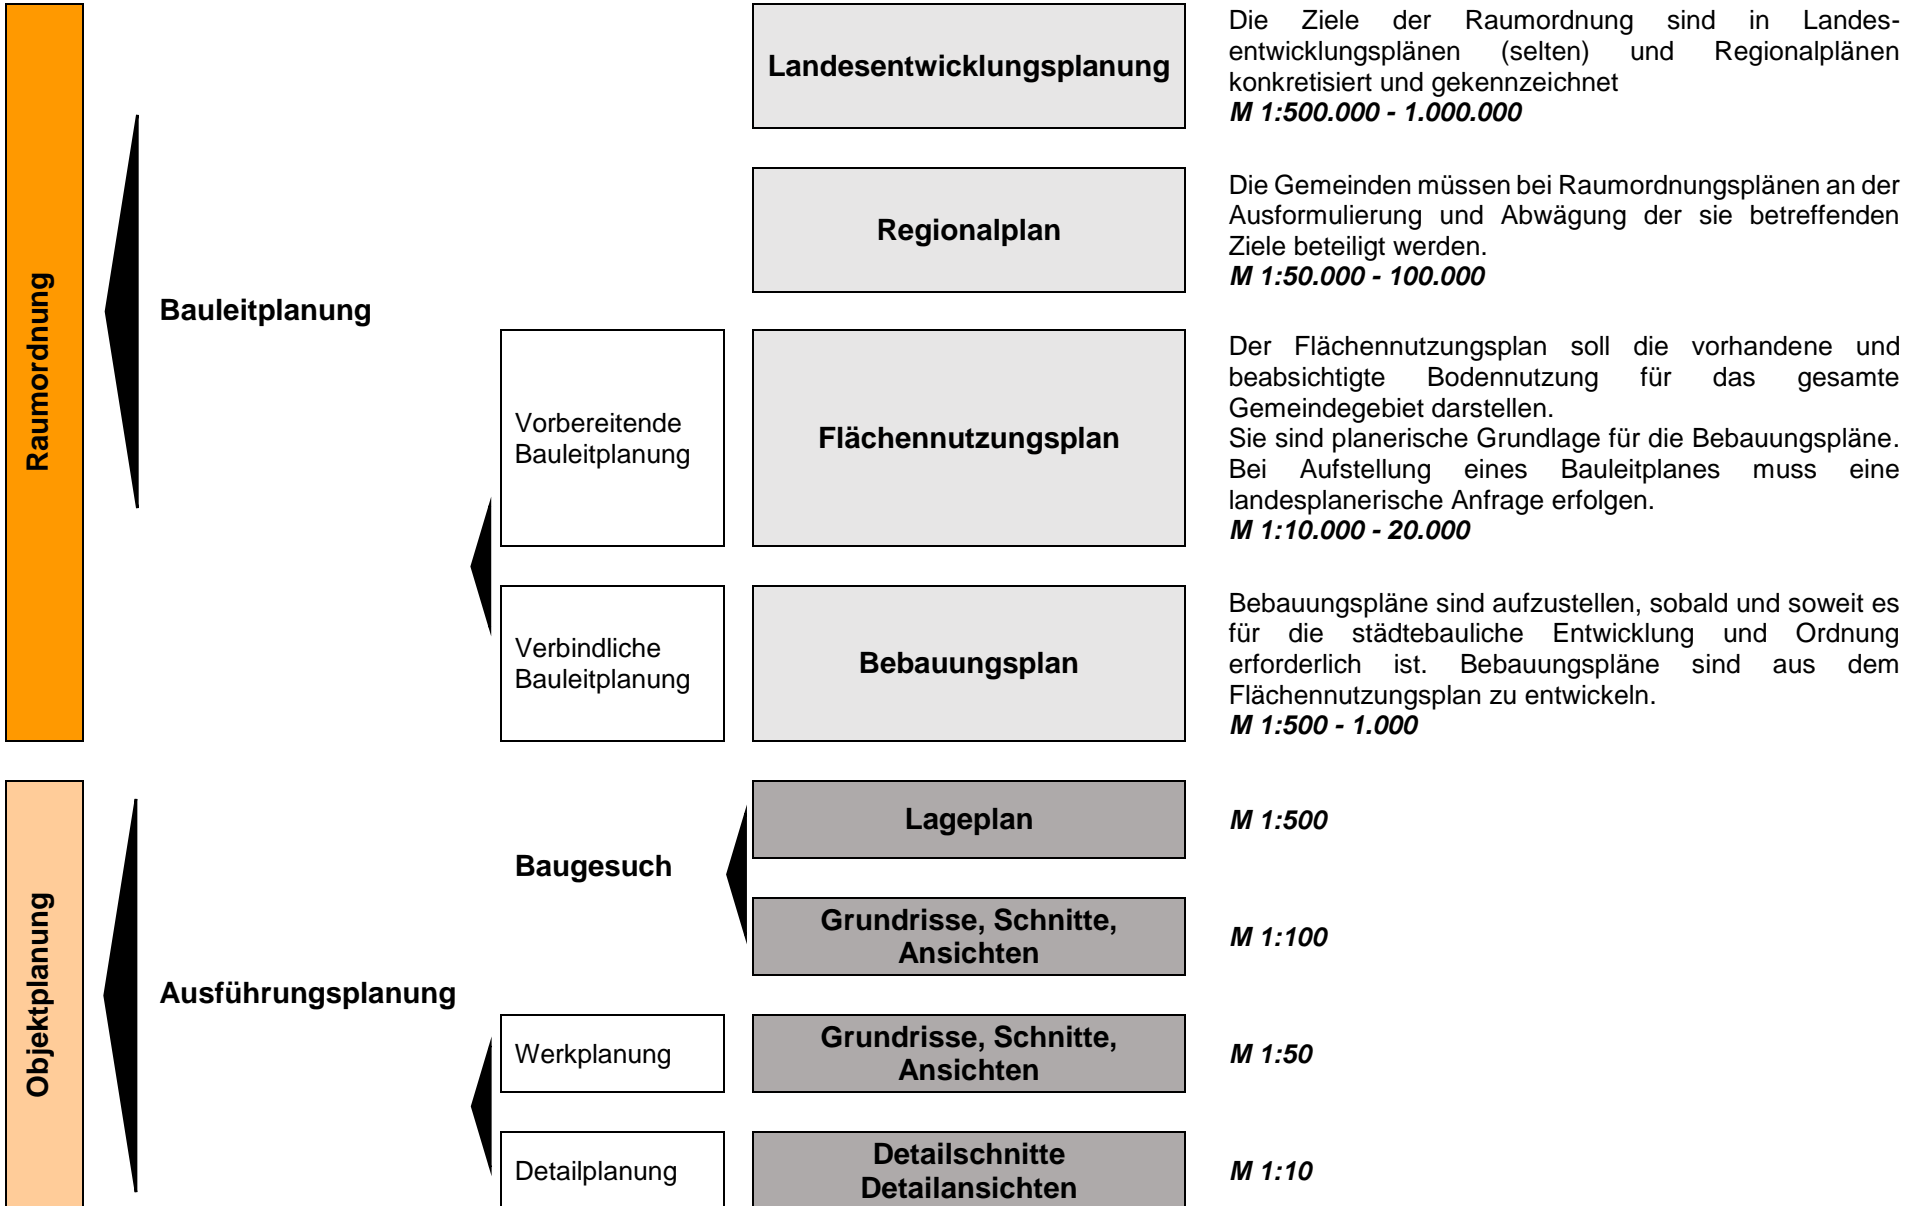 Raumordnung
Bauleitplanung
Landesentwicklungsplanung
Die Ziele der Raumordnung sind in Landes-
entwicklungsplänen (selten) und Regionalplänen
konkretisiert und gekennzeichnet
M 1:500.000 - 1.000.000
Regionalplan
Die Gemeinden müssen bei Raumordnungsplänen an der
Ausformulierung und Abwägung der sie betreffenden
Ziele beteiligt werden.
M 1:50.000 - 100.000
Vorbereitende
Bauleitplanung
Flächennutzungsplan
Der Flächennutzungsplan soll die vorhandene und
beabsichtigte Bodennutzung für das gesamte
Gemeindegebiet darstellen.
Sie sind planerische Grundlage für die Bebauungspläne.
Bei Aufstellung eines Bauleitplanes muss eine
landesplanerische Anfrage erfolgen.
M 1:10.000 - 20.000
Verbindliche
Bauleitplanung
Bebauungsplan
Bebauungspläne sind aufzustellen, sobald und soweit es
für die städtebauliche Entwicklung und Ordnung
erforderlich ist. Bebauungspläne sind aus dem
Flächennutzungsplan zu entwickeln.
M 1:500 - 1.000
Objektplanung
Ausführungsplanung
Baugesuch
Lageplan
M 1:500
Grundrisse, Schnitte,
Ansichten
M 1:100
Werkplanung
Grundrisse, Schnitte,
Ansichten
M 1:50
Detailplanung
Detailschnitte
Detailansichten
M 1:10